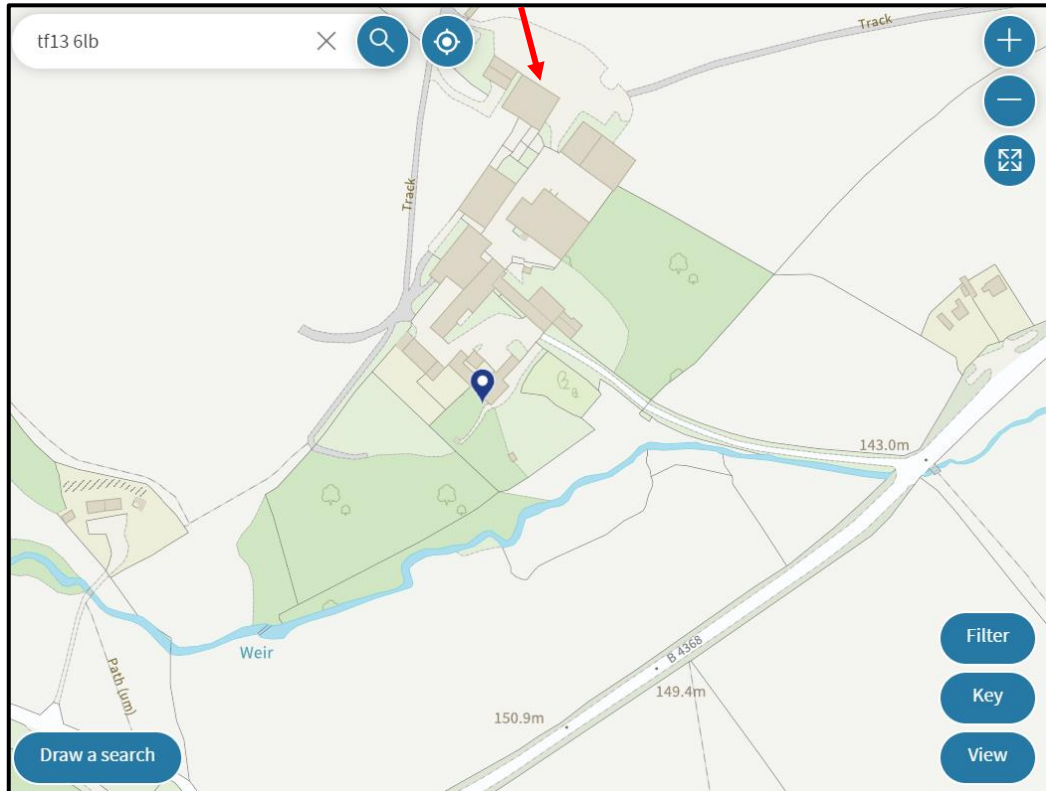 tf13 6lb
Track
Track
143.0m
Weir
Path (um)
B 4368
149.4m
150.9m
Filter
Key
View
Draw a search